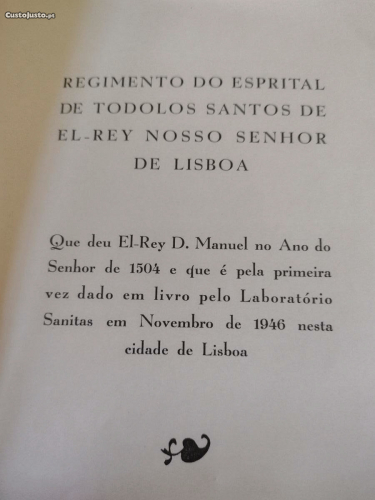 CustoJusto.pt
REGIMENTO DO ESPRITAL
DE TODOLOS SANTOS DE
EL-REY NOSSO SENHOR
DE LISBOA
Que deu El-Rey D. Manuel no Ano do
Senhor de 1504 e que é pela primeira
vez dado em livro pelo Laboratório
Sanitas em Novembro de 1946 nesta
cidade de Lisboa